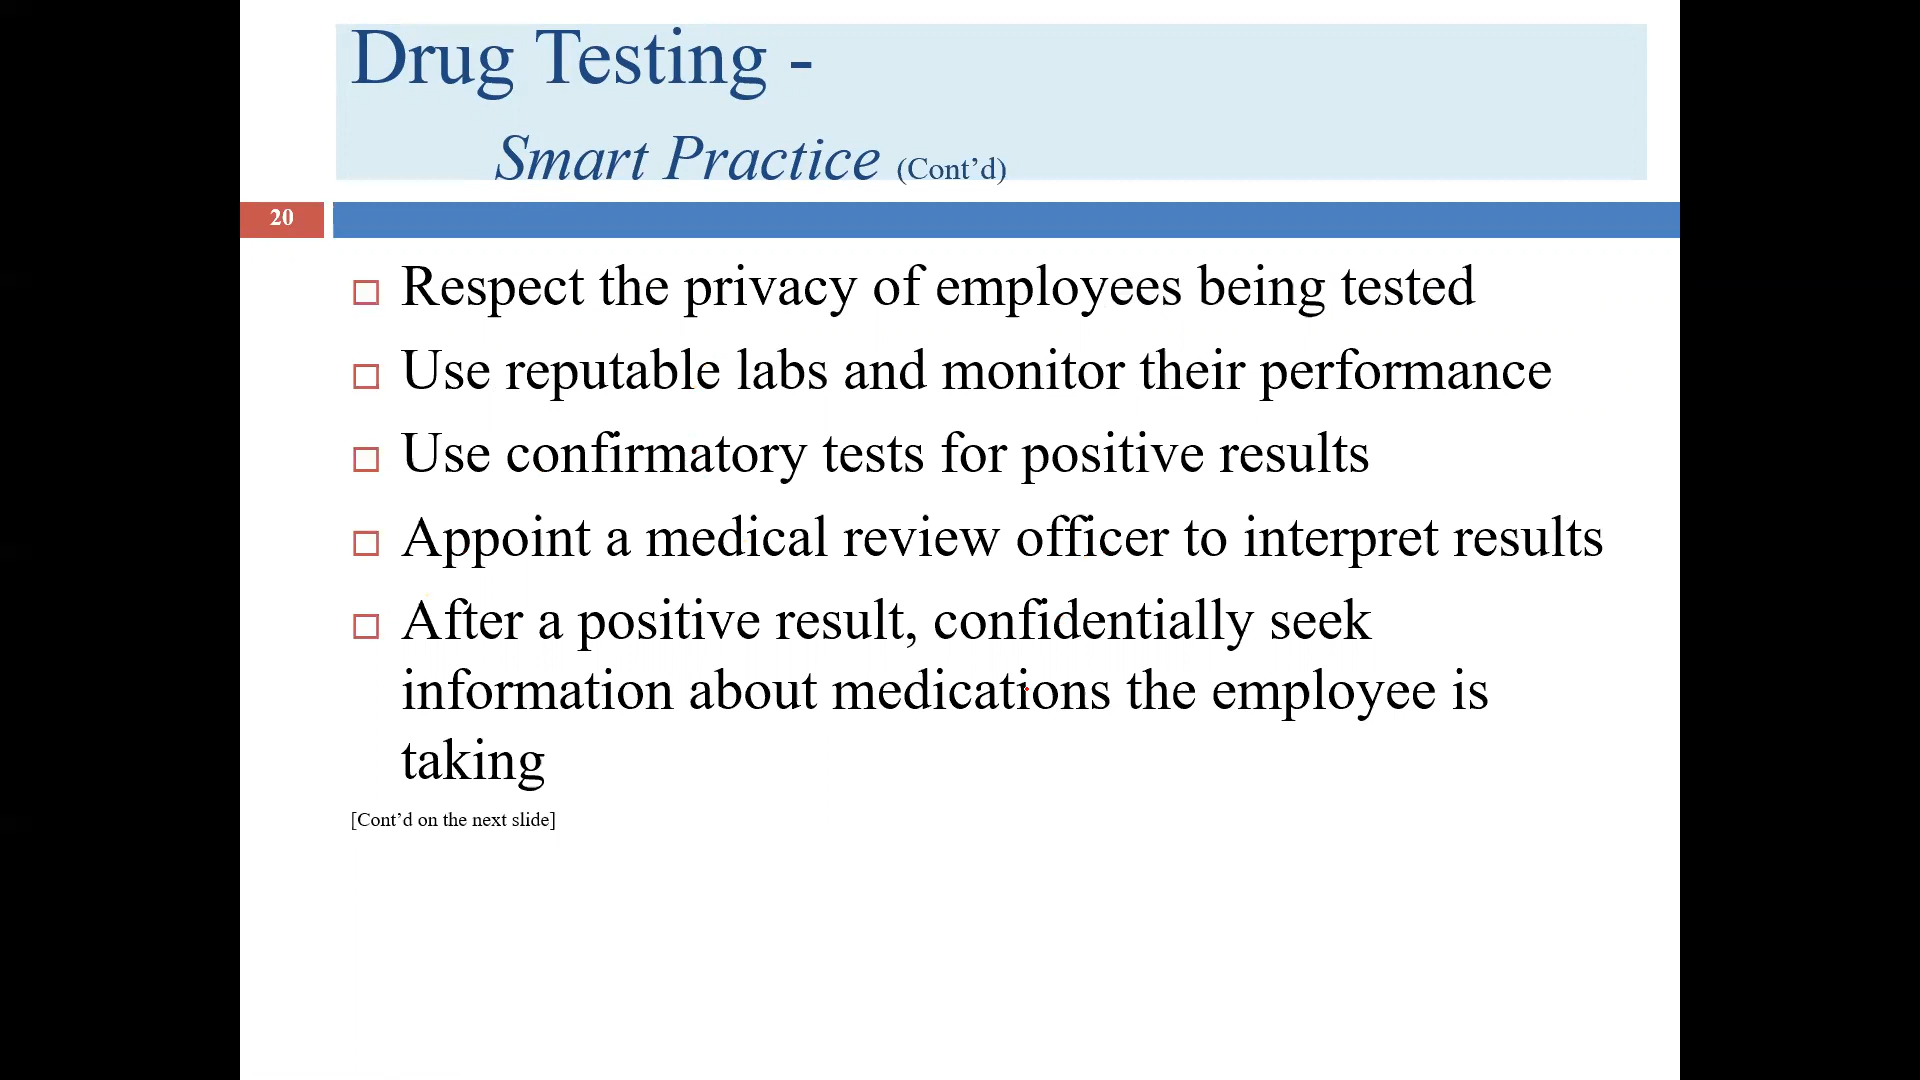 Drug Testing -
Smart Practice (Cont’d)
20
Respect the privacy of employees being tested
Use reputable labs and monitor their performance
Use confirmatory tests for positive results
Appoint a medical review officer to interpret results
After a positive result, confidentially seek
information about medications the employee is
taking
[Cont’d on the next slide]